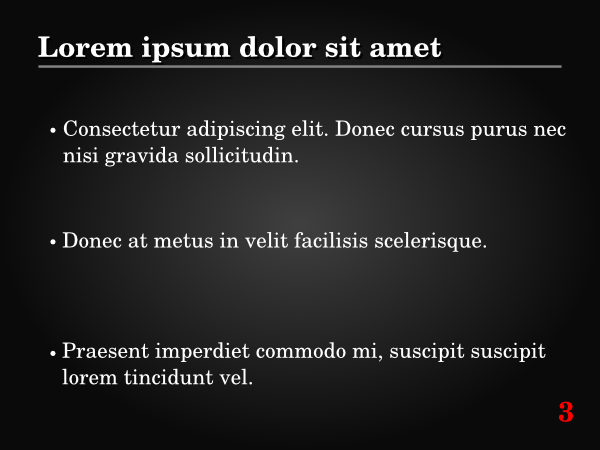 Lorem ipsum dolor sit amet
• Consectetur adipiscing elit. Donec cursus purus nec
nisi gravida sollicitudin.
• Donec at metus in velit facilisis scelerisque.
• Praesent imperdiet commodo mi, suscipit suscipit
lorem tincidunt vel.
3